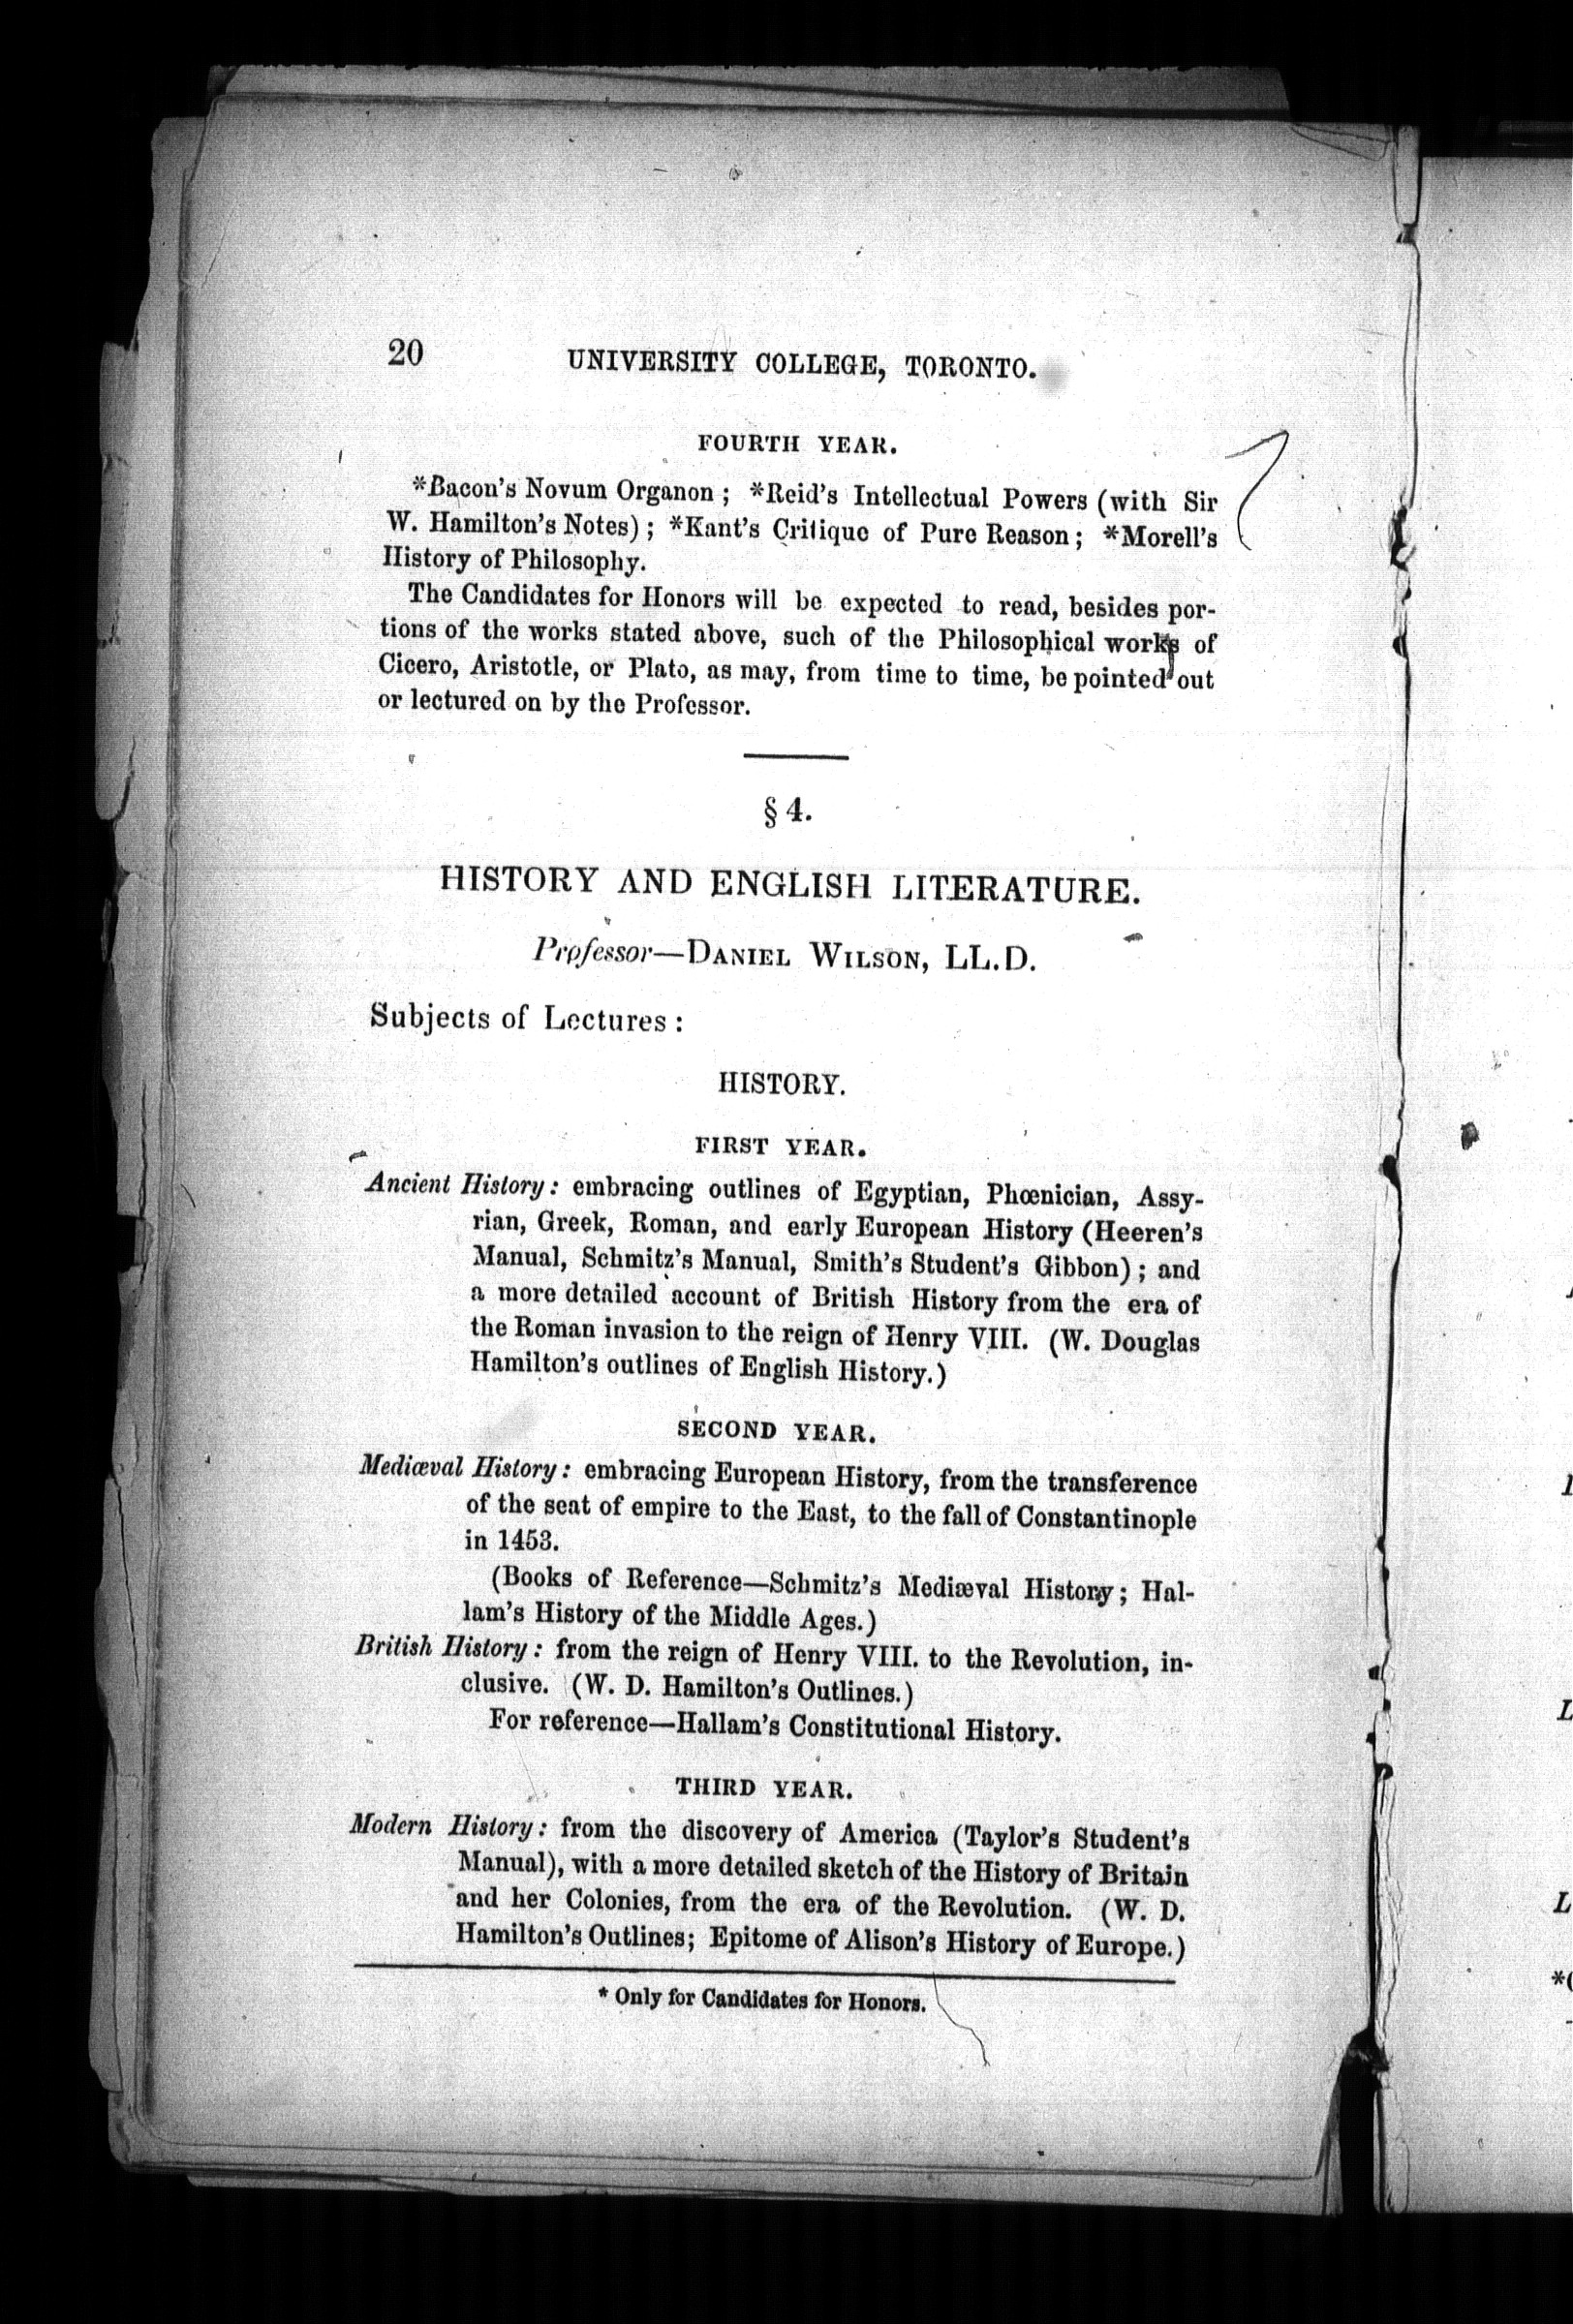 20 UNIVERSITY COLLEGE, TORONTO.
FOURTH YEAR.
*Bacon's Novum Organon; *Reid's Intellectual Powers (with Sir
W. Hamilton's Notes); *Kant's Critique of Pure Reason; *Morell's
History of Philosophy.
The Candidates for Honors will be expected to read, besides por-
tions of the works stated above, such of the Philosophical works of
Cicero, Aristotle, or Plato, as may, from time to time, be pointed out
or lectured on by the Professor.
§ 4.
HISTORY AND ENGLISH LITERATURE.
Professor—DANIEL WILSON, LL.D.
Subjects of Lectures:
HISTORY.
FIRST YEAR.
Ancient History: embracing outlines of Egyptian, Phœnician, Assy-
rian, Greek, Roman, and early European History (Heeren's
Manual, Schmitz's Manual, Smith's Student's Gibbon); and
a more detailed account of British History from the era of
the Roman invasion to the reign of Henry VIII. (W. Douglas
Hamilton's outlines of English History.)
SECOND YEAR.
Mediæval History: embracing European History, from the transference
of the seat of empire to the East, to the fall of Constantinople
in 1453.
(Books of Reference—Schmitz's Mediæval History; Hal-
lam's History of the Middle Ages.)
British History: from the reign of Henry VIII. to the Revolution, in-
clusive. (W. D. Hamilton's Outlines.)
For reference—Hallam's Constitutional History.
THIRD YEAR.
Modern History: from the discovery of America (Taylor's Student's
Manual), with a more detailed sketch of the History of Britain
and her Colonies, from the era of the Revolution. (W. D.
Hamilton's Outlines; Epitome of Alison's History of Europe.)
* Only for Candidates for Honors.